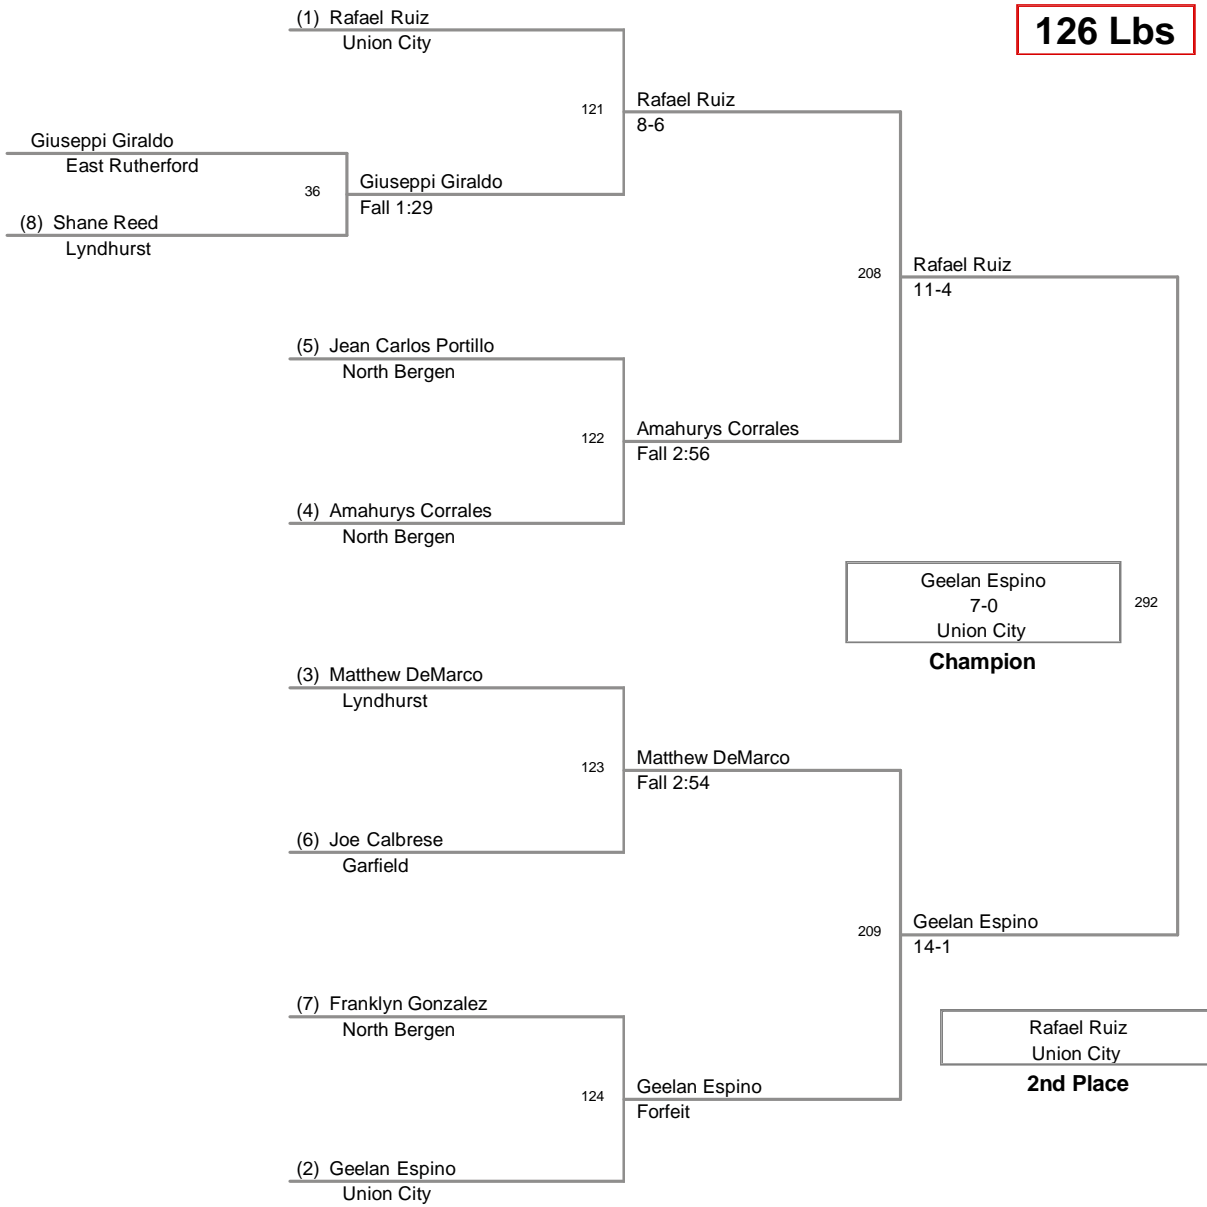 (1) Rafael Ruiz
Union City
126 Lbs
121
Rafael Ruiz
8-6
Giuseppi Giraldo
East Rutherford
36
Giuseppi Giraldo
Fall 1:29
(8) Shane Reed
Lyndhurst
208
Rafael Ruiz
11-4
(5) Jean Carlos Portillo
North Bergen
122
Amahurys Corrales
Fall 2:56
(4) Amahurys Corrales
North Bergen
Geelan Espino
7-0
Union City
Champion
292
(3) Matthew DeMarco
Lyndhurst
123
Matthew DeMarco
Fall 2:54
(6) Joe Calbrese
Garfield
209
Geelan Espino
14-1
(7) Franklyn Gonzalez
North Bergen
Rafael Ruiz
Union City
2nd Place
124
Geelan Espino
Forfeit
(2) Geelan Espino
Union City